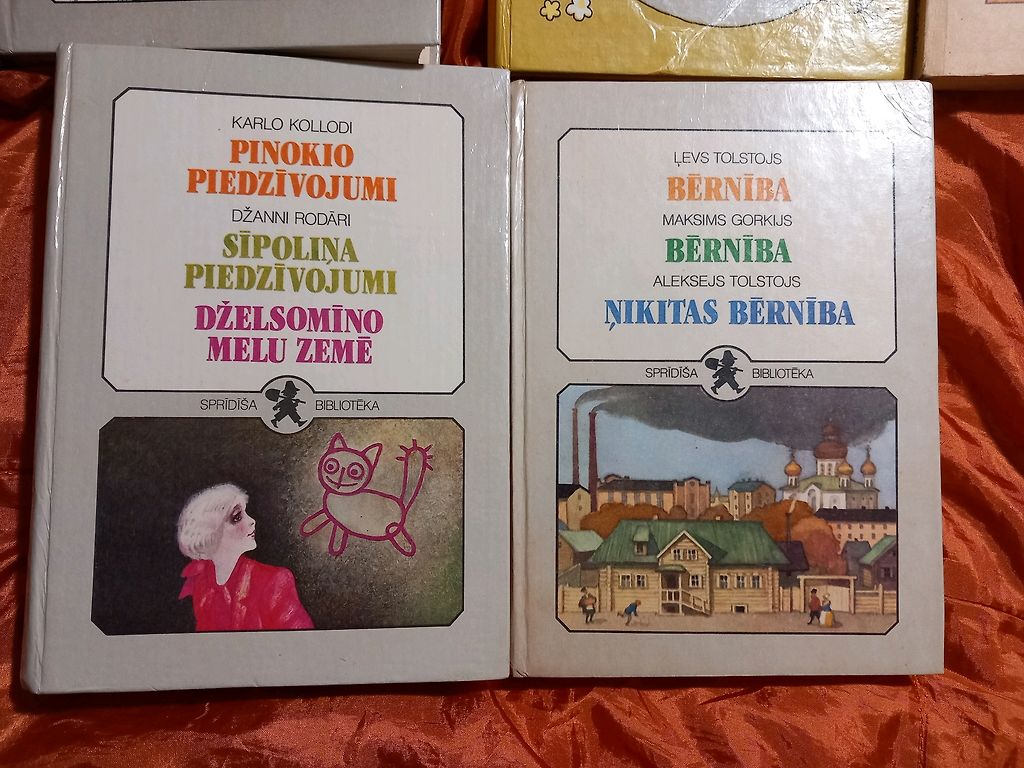 KARLO KOLLODI
PINOKIO
PIEDZĪVOJUMI
DŽANNI RODĀRI
SĪPOLIŅA
PIEDZĪVOJUMI
DŽELSOMĪNO
MELU ZEMĒ
SPRĪDĪŠA BIBLIOTĒKA
ĻEVS TOLSTOJS
BĒRNĪBA
MAKSIMS GORKIJS
BĒRNĪBA
ALEKSEJS TOLSTOJS
ŅIKITAS BĒRNĪBA
SPRĪDĪŠA BIBLIOTĒKA